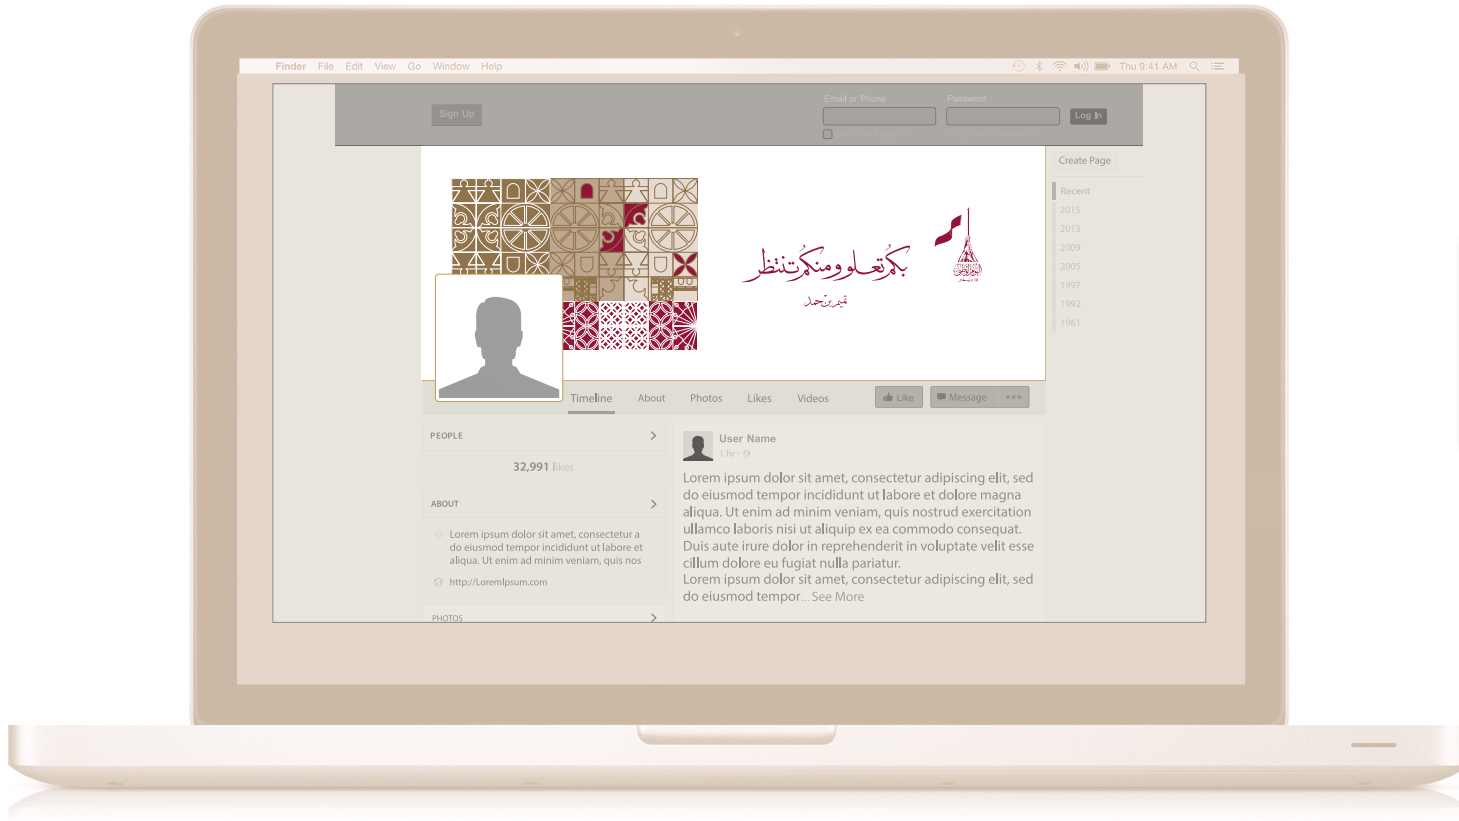 Finder File Edit View Go Window Help
Thu 9:41 AM
Sign Up
Email or Phone
Password
Log In
Create Page
Recent
2015
2013
2009
2005
1997
1992
1961
بكم تعلو ومنكم تنتظر
تميم بن حمد
Timeline About Photos Likes Videos
Like
Message
PEOPLE
32,991 likes
ABOUT
Lorem ipsum dolor sit amet, consectetur a
do eiusmod tempor incididunt ut labore et
aliqua. Ut enim ad minim veniam, quis nos
http://LoremIpsum.com
PHOTOS
User Name
1 hr
Lorem ipsum dolor sit amet, consectetur adipiscing elit, sed
do eiusmod tempor incididunt ut labore et dolore magna
aliqua. Ut enim ad minim veniam, quis nostrud exercitation
ullamco laboris nisi ut aliquip ex ea commodo consequat.
Duis aute irure dolor in reprehenderit in voluptate velit esse
cillum dolore eu fugiat nulla pariatur.
Lorem ipsum dolor sit amet, consectetur adipiscing elit, sed
do eiusmod tempor... See More